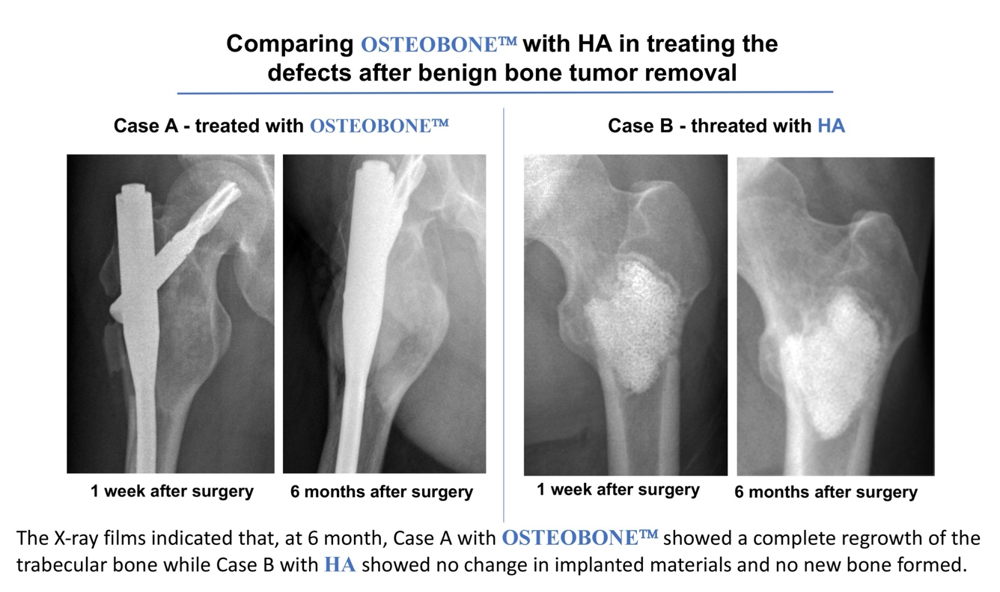 Comparing OSTEOBONE™ with HA in treating the
defects after benign bone tumor removal
Case A - treated with OSTEOBONE™
Case B - threated with HA
1 week after surgery
6 months after surgery
1 week after surgery
6 months after surgery
The X-ray films indicated that, at 6 month, Case A with OSTEOBONE™ showed a complete regrowth of the
trabecular bone while Case B with HA showed no change in implanted materials and no new bone formed.